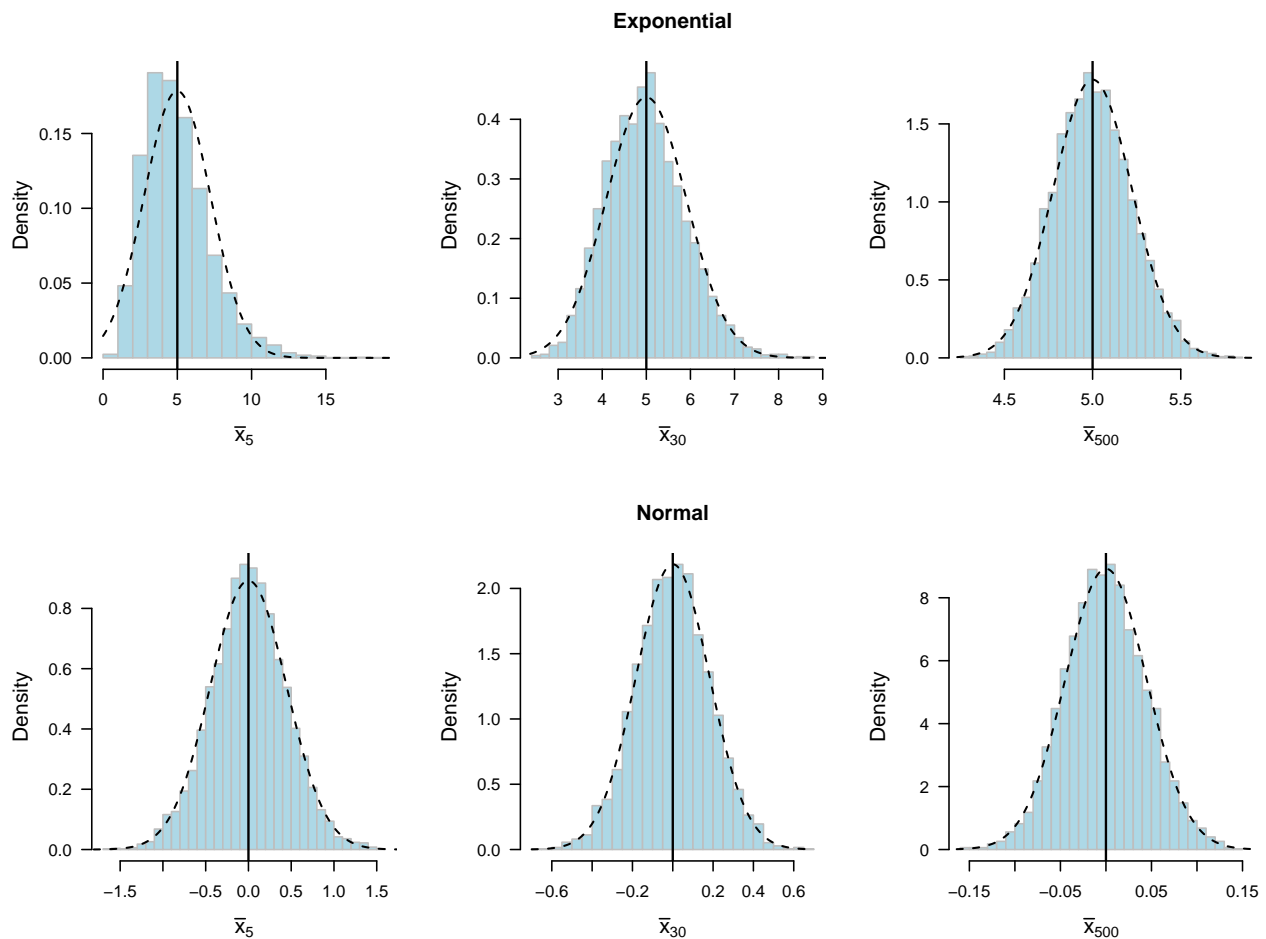 Exponential
Density
0.00
0.05
0.10
0.15
0 5 10 15
x̅₅
Density
0.0
0.1
0.2
0.3
0.4
3 4 5 6 7 8 9
x̅₃₀
Density
0.0
0.5
1.0
1.5
4.5 5.0 5.5
x̅₅₀₀
Normal
Density
0.0
0.2
0.4
0.6
0.8
−1.5 −0.5 0.0 0.5 1.0 1.5
x̅₅
Density
0.0
0.5
1.0
1.5
2.0
−0.6 −0.2 0.2 0.4 0.6
x̅₃₀
Density
0
2
4
6
8
−0.15 −0.05 0.05 0.15
x̅₅₀₀